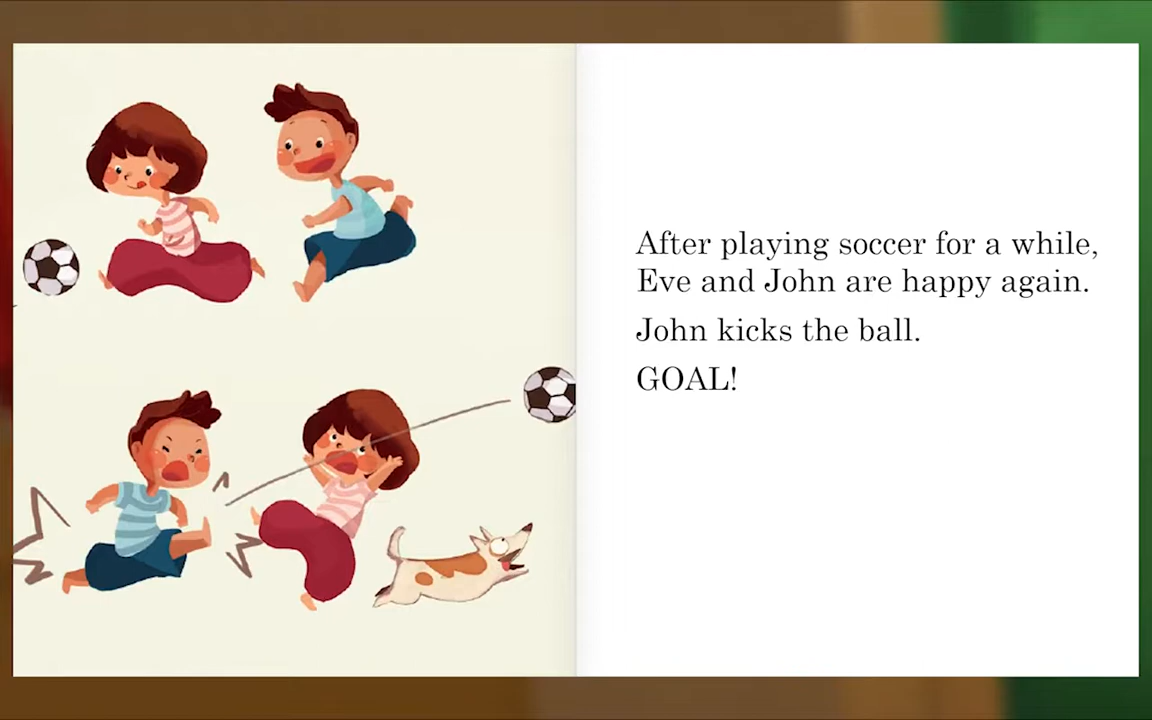 After playing soccer for a while,
Eve and John are happy again.
John kicks the ball.
GOAL!